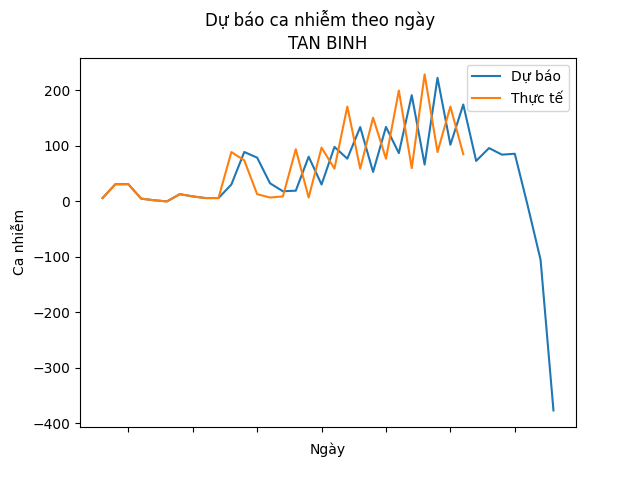 Dự báo ca nhiễm theo ngày
TAN BINH
Dự báo
Thực tế
200
100
0
−100
−200
−300
−400
Ca nhiễm
Ngày